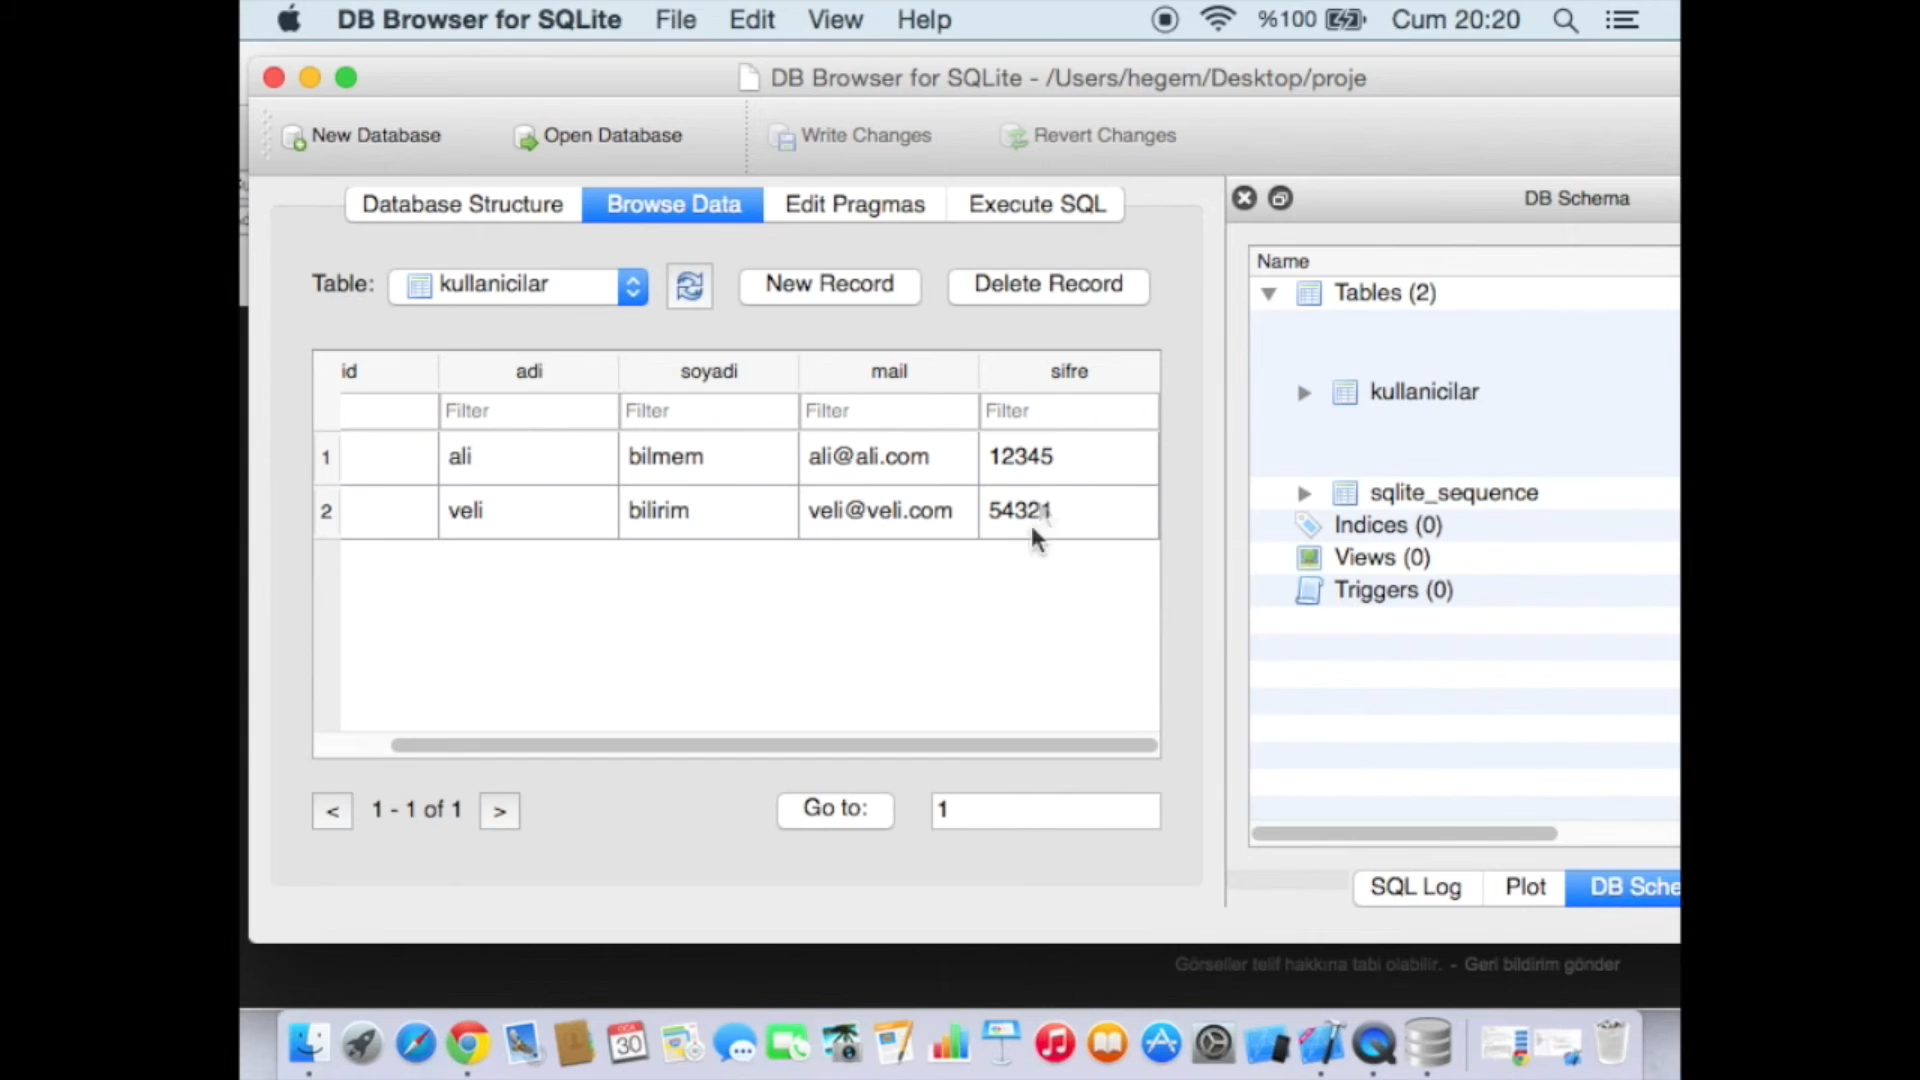 DB Browser for SQLite File Edit View Help %100 Cum 20:20
DB Browser for SQLite - /Users/hegem/Desktop/proje
New Database Open Database Write Changes Revert Changes
Database Structure Browse Data Edit Pragmas Execute SQL
DB Schema
Table: kullanicilar New Record Delete Record
id adi soyadi mail sifre
Filter Filter Filter Filter
1 ali bilmem ali@ali.com 12345
2 veli bilirim veli@veli.com 54321
< 1 - 1 of 1 > Go to: 1
Name
Tables (2)
kullanicilar
sqlite_sequence
Indices (0)
Views (0)
Triggers (0)
SQL Log Plot DB Sche
Görseller telif hakkına tabi olabilir. - Geri bildirim gönder
30